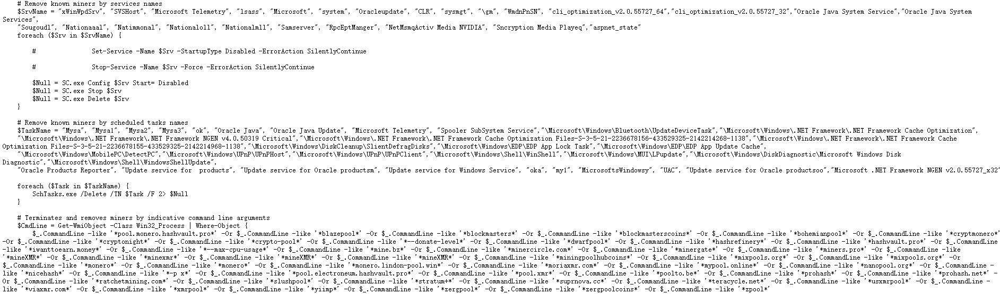 # Remove known miners by services names
$SrvName = "xWinWpdSrv", "SVSHost", "Microsoft Telemetry", "lsass", "Microsoft", "system", "Oracleupdate", "CLR", "sysmgt", "\gm", "WmdnPnSN", "cli_optimization_v2.0.55727_64","cli_optimization_v2.0.55727_32","Oracle Java System Service","Oracle Java System
Services",
"Sougoudl", "Nationaaal", "Natimmonal", "Nationaloll", "Nationalmll", "Samserver", "RpcEptManger", "NetMsmqActiv Media NVIDIA", "Sncryption Media Playeq","aspnet_state"
foreach ($Srv in $SrvName) {
# Set-Service -Name $Srv -StartupType Disabled -ErrorAction SilentlyContinue
# Stop-Service -Name $Srv -Force -ErrorAction SilentlyContinue
$Null = SC.exe Config $Srv Start= Disabled
$Null = SC.exe Stop $Srv
$Null = SC.exe Delete $Srv
}
# Remove known miners by scheduled tasks names
$TaskName = "Mysa", "Mysa1", "Mysa2", "Mysa3", "ok", "Oracle Java", "Oracle Java Update", "Microsoft Telemetry", "Spooler SubSystem Service","\Microsoft\Windows\Bluetooth\UpdateDeviceTask","\Microsoft\Windows\.NET Framework\.NET Framework Cache Optimization",
"\Microsoft\Windows\.NET Framework\.NET Framework NGEN v4.0.50319 Critical","\Microsoft\Windows\.NET Framework\.NET Framework Cache Optimization Files-S-3-5-21-2236678156-433529325-2142214268-1138","\Microsoft\Windows\.NET Framework\.NET Framework Cache
Optimization Files-S-3-5-21-2236678155-433529325-2142214968-1138","\Microsoft\Windows\DiskCleanup\SlientDefragDisks","\Microsoft\Windows\EDP\EDP App Lock Task","\Microsoft\Windows\EDP\EDP App Update Cache",
"\Microsoft\Windows\MobilePC\DetectPC","\Microsoft\Windows\UPnP\UPnPHost","\Microsoft\Windows\UPnP\UPnPClient","\Microsoft\Windows\Shell\WinShell","\Microsoft\Windows\MUI\LPupdate","\Microsoft\Windows\DiskDiagnostic\Microsoft Windows Disk
Diagnostic","\Microsoft\Windows\Shell\WindowsShellUpdate",
"Oracle Products Reporter", "Update service for  products", "Update service for Oracle productsm", "Update service for Windows Service", "oka", "my1", "MicrosoftsWindowsy", "UAC", "Update service for Oracle productsoo","Microsoft .NET Framework NGEN v2.0.55727_x32"
foreach ($Task in $TaskName) {
SchTasks.exe /Delete /TN $Task /F 2> $Null
}
# Terminates and removes miners by indicative command line arguments
$CmdLine = Get-WmiObject -Class Win32_Process | Where-Object {
$_.CommandLine -like '*pool.monero.hashvault.pro*' -Or $_.CommandLine -like '*blazepool*' -Or $_.CommandLine -like '*blockmasters*' -Or $_.CommandLine -like '*blockmasterscoins*' -Or $_.CommandLine -like '*bohemianpool*' -Or $_.CommandLine -like '*cryptmonero*'
-Or $_.CommandLine -like '*cryptonight*' -Or $_.CommandLine -like '*crypto-pool*' -Or $_.CommandLine -like '*--donate-level*' -Or $_.CommandLine -like '*dwarfpool*' -Or $_.CommandLine -like '*hashrefinery*' -Or $_.CommandLine -like '*hashvault.pro*' -Or $_.CommandLine
-like '*iwanttoearn.money*' -Or $_.CommandLine -like '*--max-cpu-usage*' -Or $_.CommandLine -like '*mine.bz*' -Or $_.CommandLine -like '*minercircle.com*' -Or $_.CommandLine -like '*minergate*' -Or $_.CommandLine -like '*miners.pro*' -Or $_.CommandLine -like
'*mineXMR*' -Or $_.CommandLine -like '*minexmr*' -Or $_.CommandLine -like '*mineXMR*' -Or $_.CommandLine -like '*mineXMR*' -Or $_.CommandLine -like '*miningpoolhubcoins*' -Or $_.CommandLine -like '*mixpools.org*' -Or $_.CommandLine -like '*mixpools.org*' -Or
$_.CommandLine -like '*monero*' -Or $_.CommandLine -like '*monero*' -Or $_.CommandLine -like '*monero.lindon-pool.win*' -Or $_.CommandLine -like '*moriaxmr.com*' -Or $_.CommandLine -like '*mypool.online*' -Or $_.CommandLine -like '*nanopool.org*' -Or $_.CommandLine -
like '*nicehash*' -Or $_.CommandLine -like '*-p x*' -Or $_.CommandLine -like '*pool.electroneum.hashvault.pro*' -Or $_.CommandLine -like '*pool.xmr*' -Or $_.CommandLine -like '*poolto.be*' -Or $_.CommandLine -like '*prohash*' -Or $_.CommandLine -like '*prohash.net*' -
Or $_.CommandLine -like '*ratchetmining.com*' -Or $_.CommandLine -like '*slushpool*' -Or $_.CommandLine -like '*stratum+*' -Or $_.CommandLine -like '*suprnova.cc*' -Or $_.CommandLine -like '*teracycle.net*' -Or $_.CommandLine -like '*usxmrpool*' -Or $_.CommandLine -
like '*viaxmr.com*' -Or $_.CommandLine -like '*xmrpool*' -Or $_.CommandLine -like '*yiimp*' -Or $_.CommandLine -like '*zergpool*' -Or $_.CommandLine -like '*zergpoolcoins*' -Or $_.CommandLine -like '*zpool*'